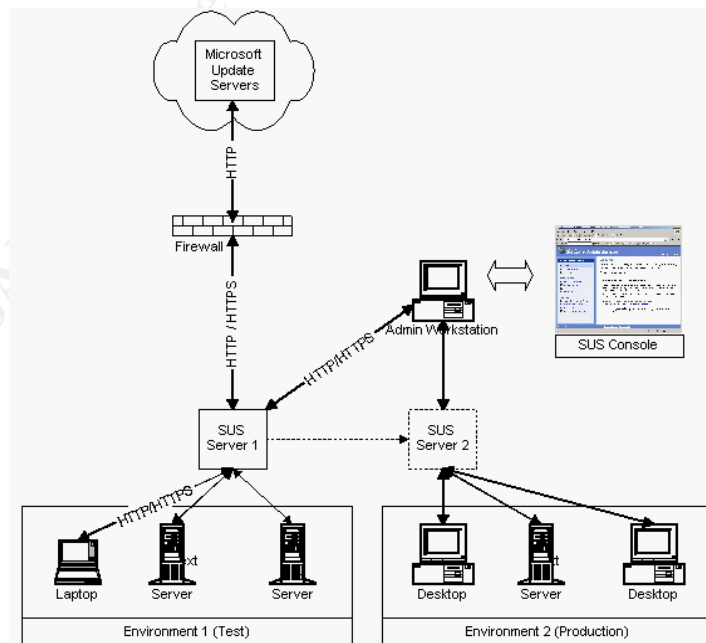 Microsoft
Update
Servers
HTTP
Firewall
HTTP / HTTPS
Admin Workstation
HTTP/HTTPS
SUS Console
SUS
Server 1
SUS
Server 2
HTTP/HTTPS
Laptop
ext
Server
Server
Desktop
Server
Desktop
Environment 1 (Test)
Environment 2 (Production)